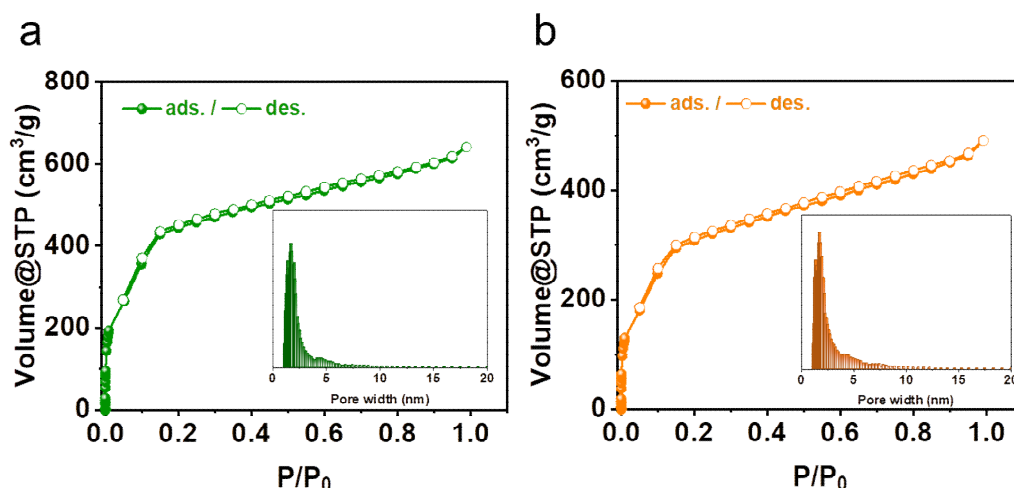 a
800
600
400
200
0
Volume@STP (cm³/g)
ads. / des.
0 5 10 15 20
Pore width (nm)
0.0 0.2 0.4 0.6 0.8 1.0
P/P₀
b
600
400
200
0
Volume@STP (cm³/g)
ads. / des.
0 5 10 15 20
Pore width (nm)
0.0 0.2 0.4 0.6 0.8 1.0
P/P₀